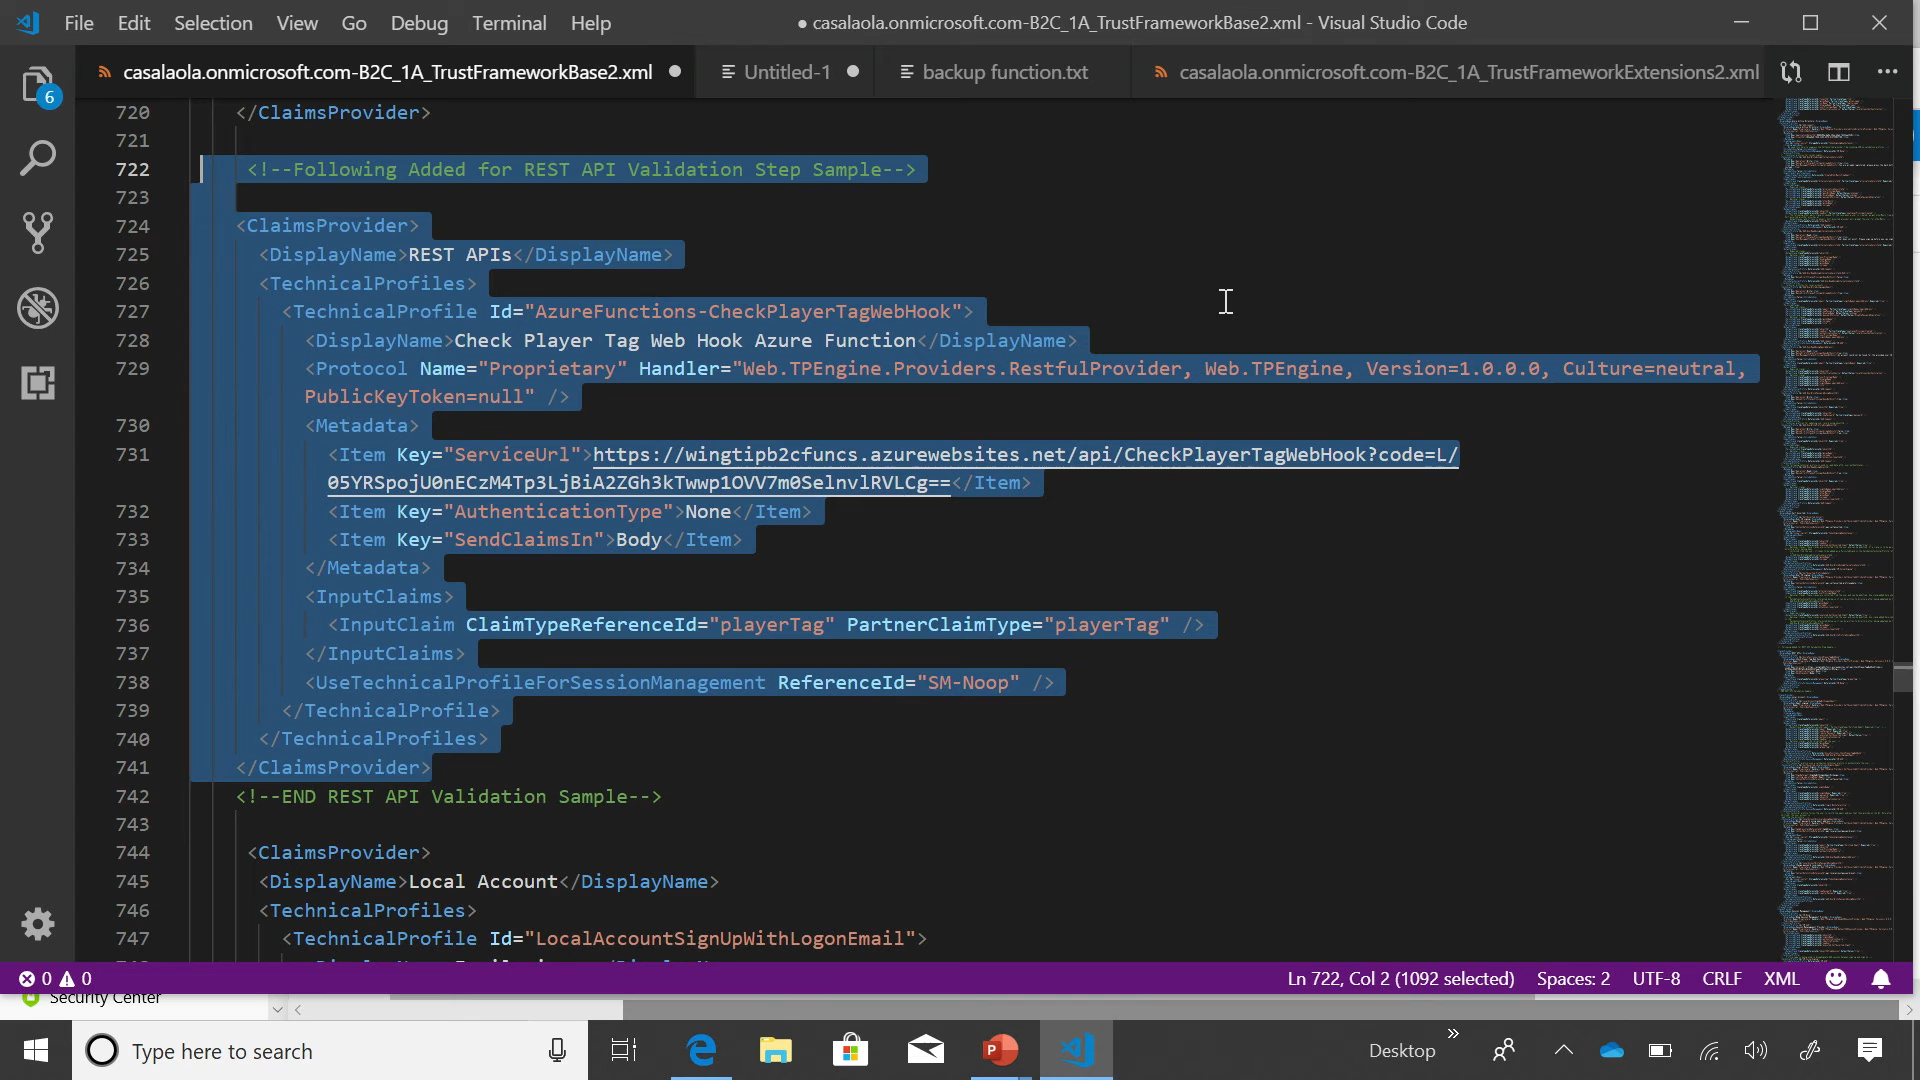 File Edit Selection View Go Debug Terminal Help
● casalaola.onmicrosoft.com-B2C_1A_TrustFrameworkBase2.xml - Visual Studio Code
casalaola.onmicrosoft.com-B2C_1A_TrustFrameworkBase2.xml
Untitled-1
backup function.txt
casalaola.onmicrosoft.com-B2C_1A_TrustFrameworkExtensions2.xml
6
720 </ClaimsProvider>
721
722 <!--Following Added for REST API Validation Step Sample-->
723
724 <ClaimsProvider>
725 <DisplayName>REST APIs</DisplayName>
726 <TechnicalProfiles>
727 <TechnicalProfile Id="AzureFunctions-CheckPlayerTagWebHook">
728 <DisplayName>Check Player Tag Web Hook Azure Function</DisplayName>
729 <Protocol Name="Proprietary" Handler="Web.TPEngine.Providers.RestfulProvider, Web.TPEngine, Version=1.0.0.0, Culture=neutral,
PublicKeyToken=null" />
730 <Metadata>
731 <Item Key="ServiceUrl">https://wingtipb2cfuncs.azurewebsites.net/api/CheckPlayerTagWebHook?code=L/
05YRSpojU0nECzM4Tp3LjBiA2ZGh3kTwwp1OVV7m0SelnvlRVLCg==</Item>
732 <Item Key="AuthenticationType">None</Item>
733 <Item Key="SendClaimsIn">Body</Item>
734 </Metadata>
735 <InputClaims>
736 <InputClaim ClaimTypeReferenceId="playerTag" PartnerClaimType="playerTag" />
737 </InputClaims>
738 <UseTechnicalProfileForSessionManagement ReferenceId="SM-Noop" />
739 </TechnicalProfile>
740 </TechnicalProfiles>
741 </ClaimsProvider>
742 <!--END REST API Validation Sample-->
743
744 <ClaimsProvider>
745 <DisplayName>Local Account</DisplayName>
746 <TechnicalProfiles>
747 <TechnicalProfile Id="LocalAccountSignUpWithLogonEmail">
0 0
Ln 722, Col 2 (1092 selected) Spaces: 2 UTF-8 CRLF XML
Security Center
Type here to search
Desktop